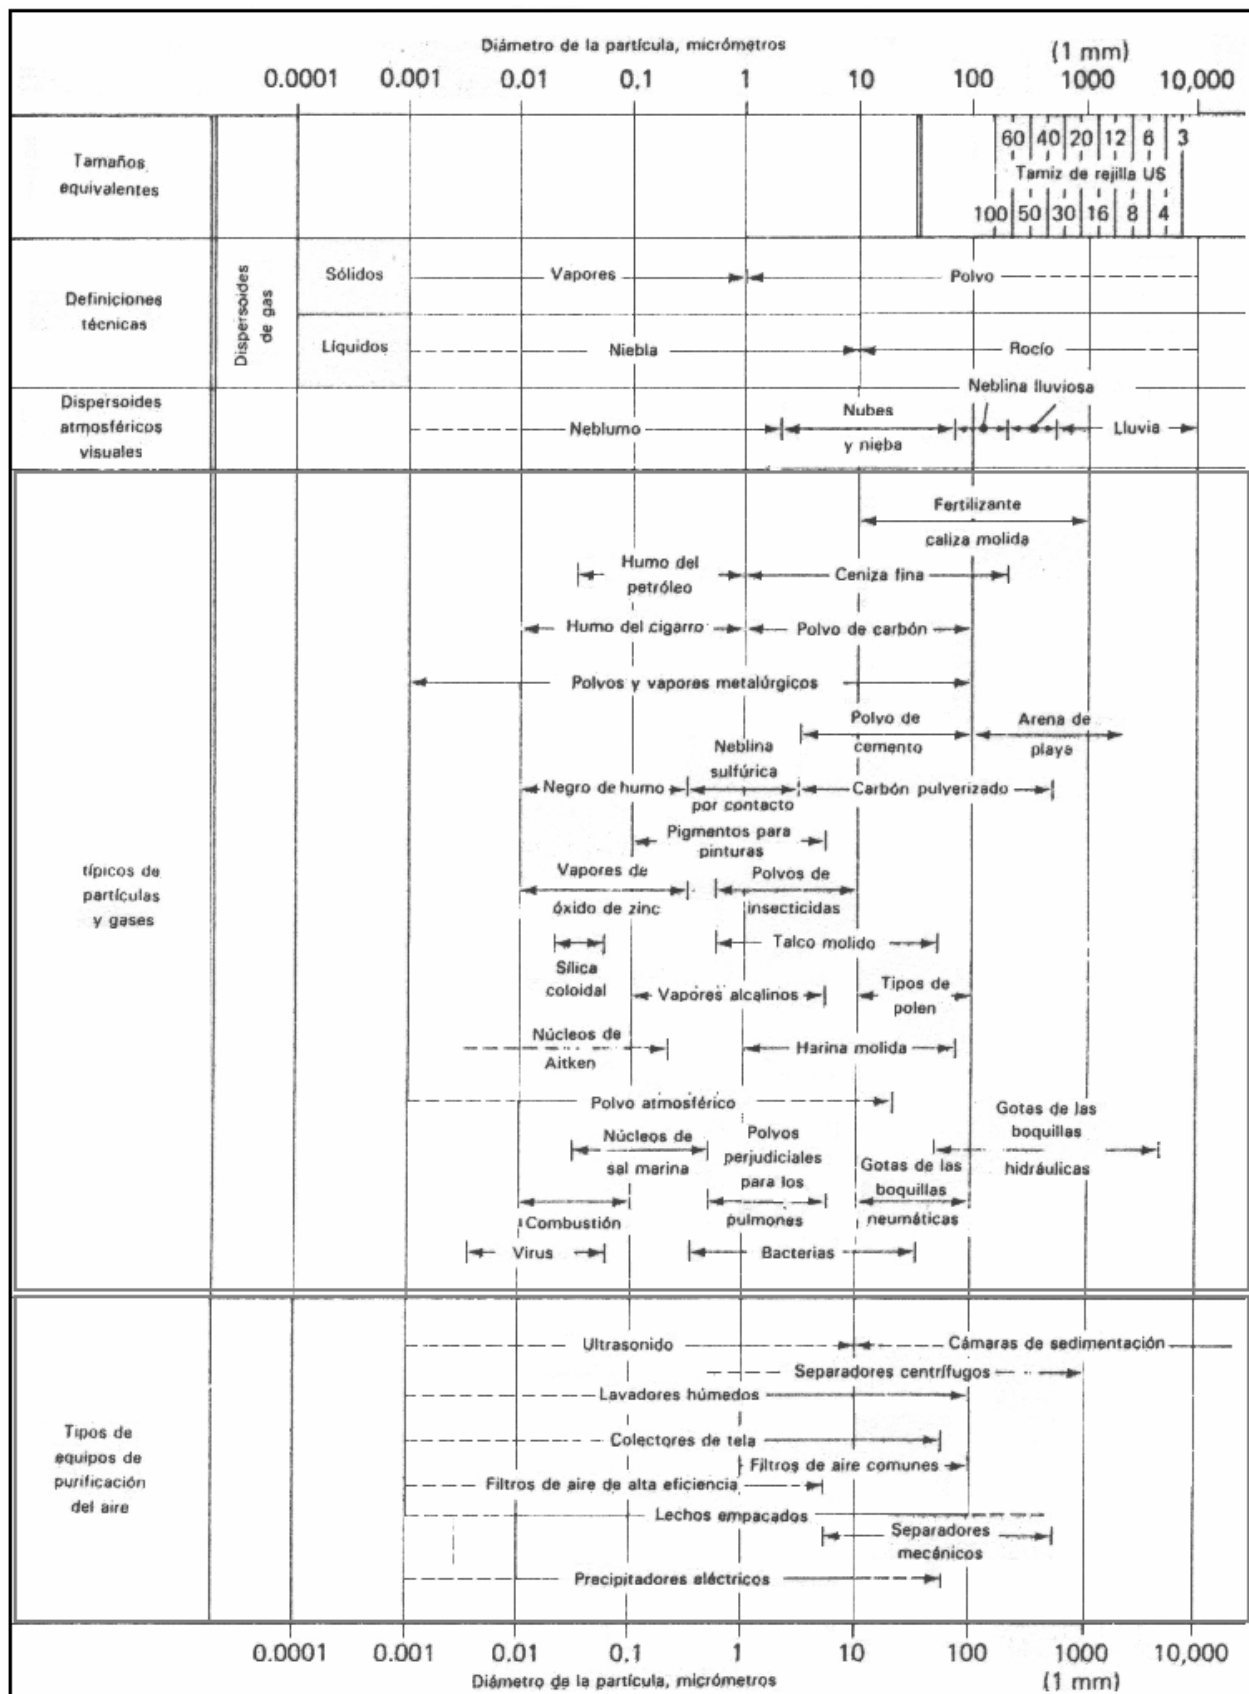 Diámetro de la partícula, micrómetros
(1 mm)
0.0001 0.001 0.01 0.1 1 10 100 1000 10,000
Tamaños
equivalentes
60 40 20 12 6 3
Tamiz de rejilla US
100 50 30 16 8 4
Definiciones
técnicas
Dispersoides
de gas
Sólidos Vapores Polvo
Líquidos Niebla Rocío
Dispersoides
atmosféricos
visuales
Neblumo
Nubes
y nieba
Neblina lluviosa
Lluvia
típicos de
partículas
y gases
Fertilizante
caliza molida
Humo del
petróleo
Ceniza fina
Humo del cigarro Polvo de carbón
Polvos y vapores metalúrgicos
Polvo de
cemento
Arena de
playa
Negro de humo
Neblina
sulfúrica
por contacto
Carbón pulverizado
Pigmentos para
pinturas
Vapores de
óxido de zinc
Polvos de
insecticidas
Sílica
coloidal
Talco molido
Vapores alcalinos
Tipos de
polen
Núcleos de
Aitken
Harina molida
Polvo atmosférico
Núcleos de
sal marina
Polvos
perjudiciales
para los
pulmones
Gotas de las
boquillas
hidráulicas
Combustión
Gotas de las
boquillas
neumáticas
Virus Bacterias
Tipos de
equipos de
purificación
del aire
Ultrasonido Cámaras de sedimentación
Separadores centrífugos
Lavadores húmedos
Colectores de tela
Filtros de aire comunes
Filtros de aire de alta eficiencia
Lechos empacados
Separadores
mecánicos
Precipitadores eléctricos
0.0001 0.001 0.01 0.1 1 10 100 1000 10,000
Diámetro de la partícula, micrómetros
(1 mm)